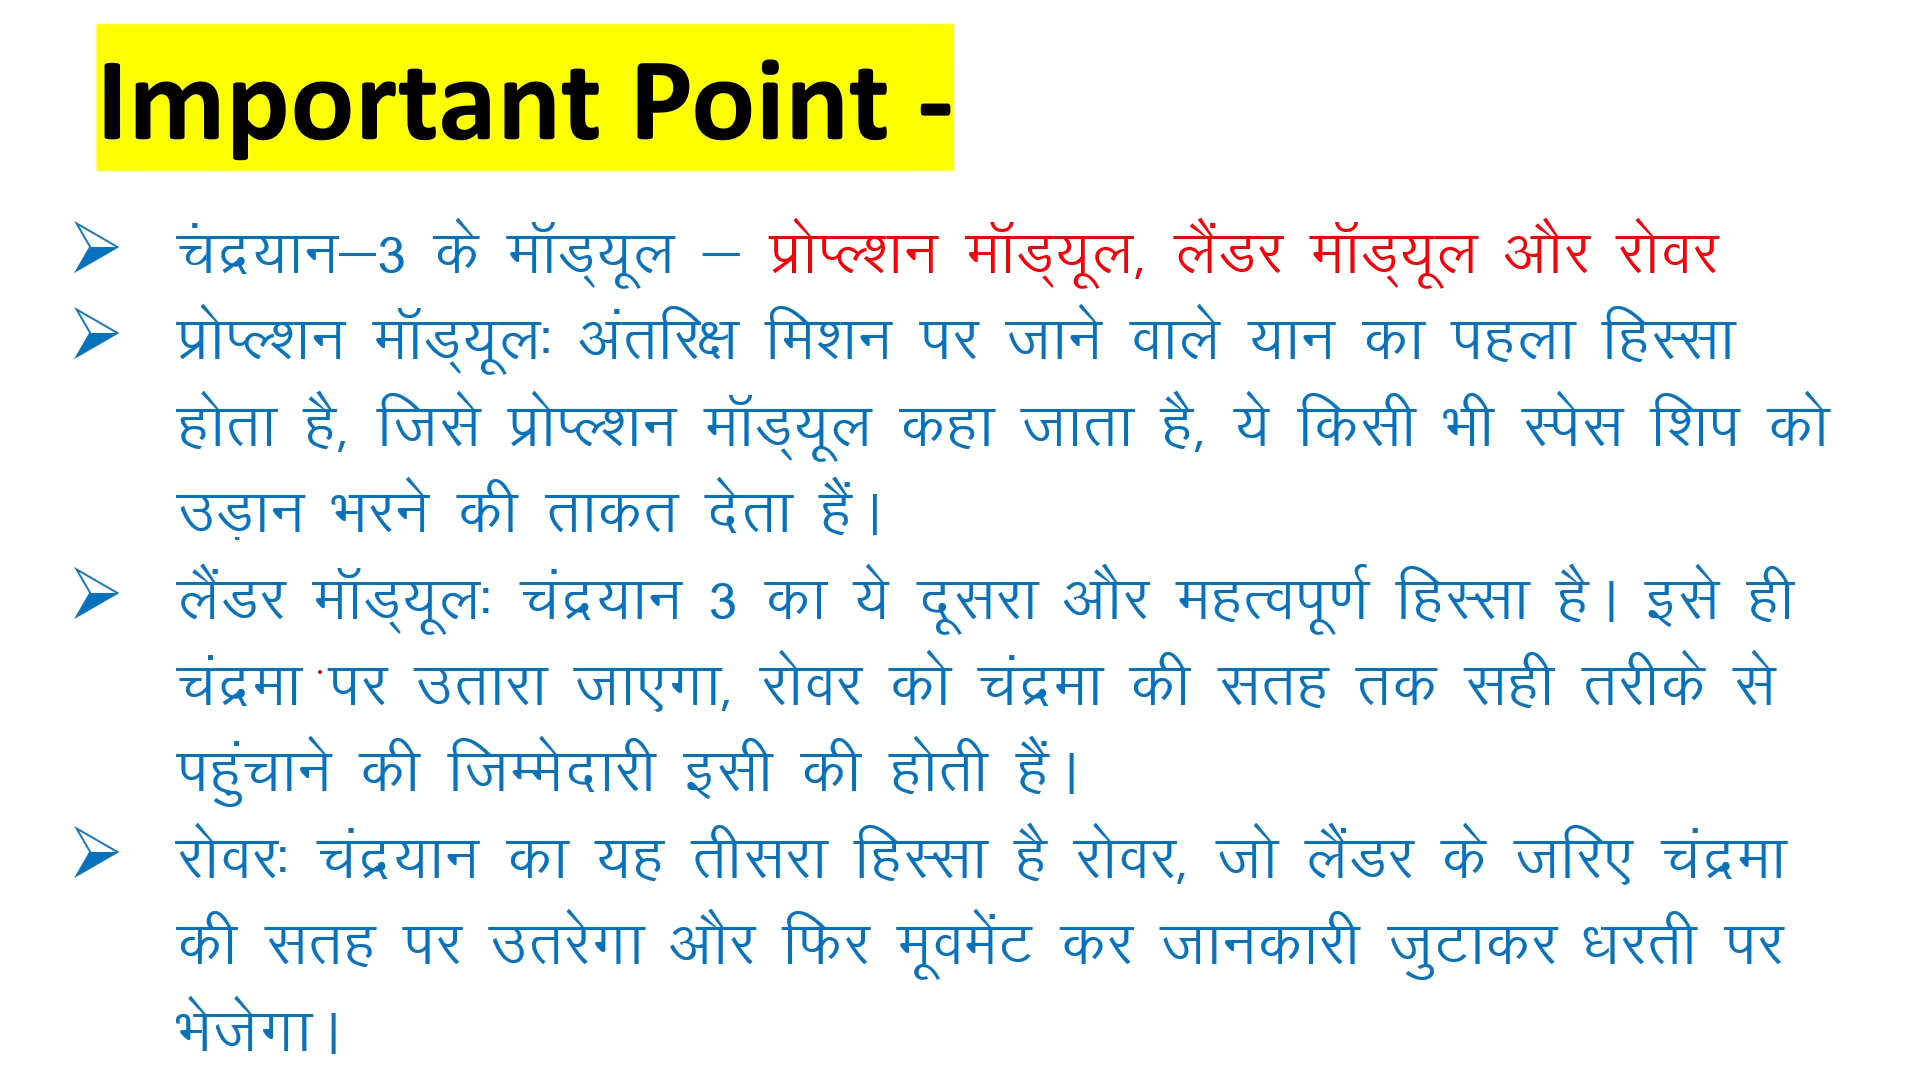 Important Point -
➢ चंद्रयान–3 के मॉड्यूल – प्रोप्ल्शन मॉड्यूल, लैंडर मॉड्यूल और रोवर
➢ प्रोप्ल्शन मॉड्यूलः अंतरिक्ष मिशन पर जाने वाले यान का पहला हिस्सा
होता है, जिसे प्रोप्ल्शन मॉड्यूल कहा जाता है, ये किसी भी स्पेस शिप को
उड़ान भरने की ताकत देता हैं।
➢ लैंडर मॉड्यूलः चंद्रयान 3 का ये दूसरा और महत्वपूर्ण हिस्सा है। इसे ही
चंद्रमा पर उतारा जाएगा, रोवर को चंद्रमा की सतह तक सही तरीके से
पहुंचाने की जिम्मेदारी इसी की होती हैं।
➢ रोवरः चंद्रयान का यह तीसरा हिस्सा है रोवर, जो लैंडर के जरिए चंद्रमा
की सतह पर उतरेगा और फिर मूवमेंट कर जानकारी जुटाकर धरती पर
भेजेगा।